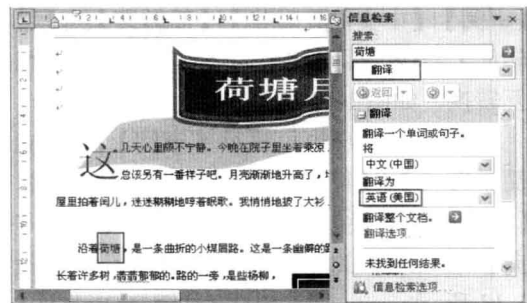 信息检索
搜索
荷塘
翻译
返回
荷塘月
翻译
翻译一个单词或句子。
将
中文(中国)
翻译为
英语(美国)
翻译整个文档。
翻译选项...
未找到任何结果。
信息检索选项...
这几天心里颇不宁静。今晚在院子里坐着乘凉
总该另有一番样子吧。月亮渐渐地升高了,
屋里拍着闰儿,迷迷糊糊地哼着眠歌。我悄悄地披了大衫
沿着荷塘,是一条曲折的小煤屑路。这是一条幽僻的
长着许多树,蓊蓊郁郁的。路的一旁,是些杨柳,